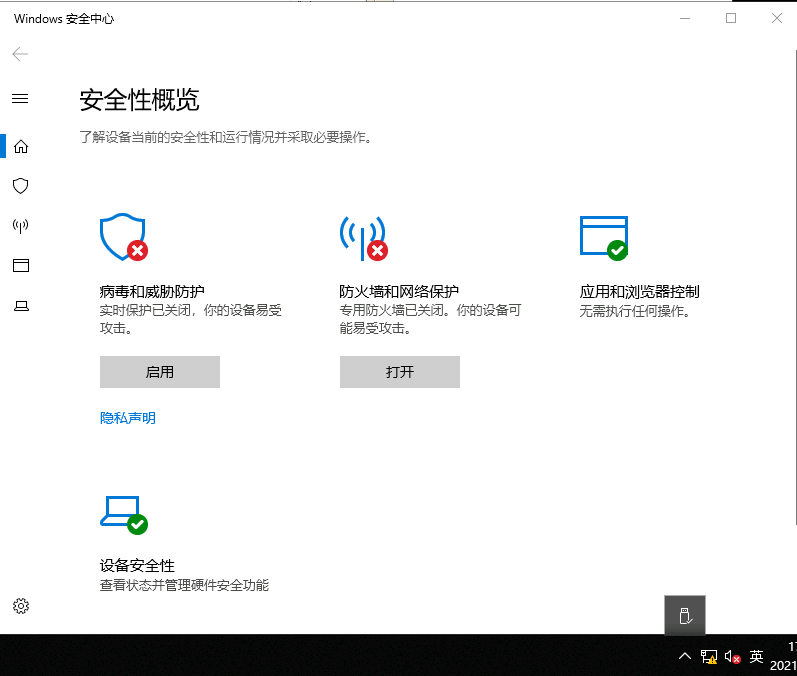 Windows 安全中心
安全性概览
了解设备当前的安全性和运行情况并采取必要操作。
病毒和威胁防护
实时保护已关闭，你的设备易受
攻击。
启用
隐私声明
防火墙和网络保护
专用防火墙已关闭。你的设备可
能易受攻击。
打开
应用和浏览器控制
无需执行任何操作。
设备安全性
查看状态并管理硬件安全功能
英
2021